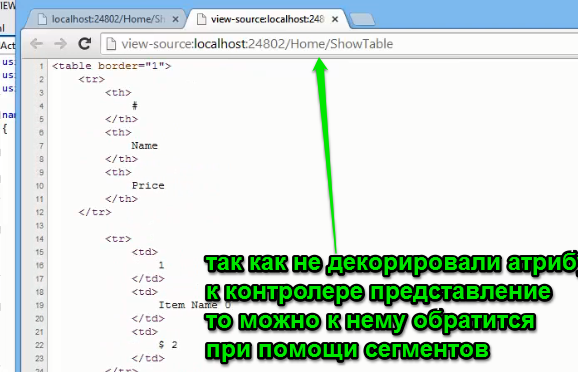 localhost:24802/Home/Sh
view-source:localhost:248
view-source:localhost:24802/Home/ShowTable
1 <table border="1">
2 <tr>
3 <th>
4 #
5 </th>
6 <th>
7 Name
8 </th>
9 <th>
10 Price
11 </th>
12 </tr>
13
14 <tr>
15 <td>
16 1
17 </td>
18 <td>
19 Item Name 0
20 </td>
21 <td>
22 $ 2
23 </td>
24 </tr>
так как не декорировали атрибу
к контролере представление
то можно к нему обратится
при помощи сегментов